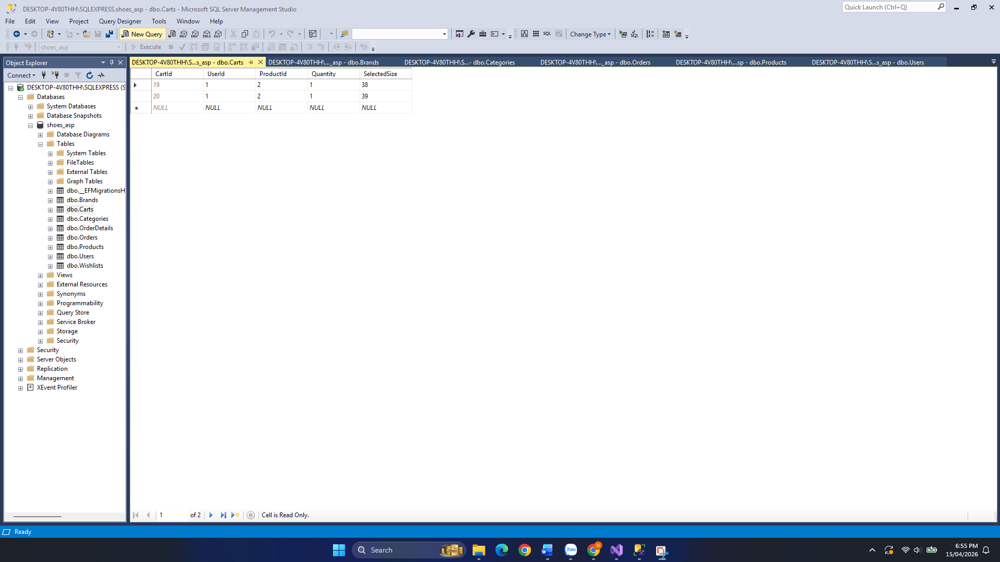 DESKTOP-4V80THH\SQLEXPRESS.shoes_asp - dbo.Carts - Microsoft SQL Server Management Studio
Quick Launch (Ctrl+Q)
File Edit View Project Query Designer Tools Window Help
New Query MDX DMX XMLA DAX SQL Change Type SQL
shoes_asp Execute
Object Explorer
DESKTOP-4V80THH\S...s_asp - dbo.Carts DESKTOP-4V80THH\..._asp - dbo.Brands DESKTOP-4V80THH\S...- dbo.Categories DESKTOP-4V80THH\..._asp - dbo.Orders DESKTOP-4V80THH\...sp - dbo.Products DESKTOP-4V80THH\S...s_asp - dbo.Users
Connect
DESKTOP-4V80THH\SQLEXPRESS (S
Databases
System Databases
Database Snapshots
shoes_asp
Database Diagrams
Tables
System Tables
FileTables
External Tables
Graph Tables
dbo.__EFMigrationsH
dbo.Brands
dbo.Carts
dbo.Categories
dbo.OrderDetails
dbo.Orders
dbo.Products
dbo.Users
dbo.Wishlists
Views
External Resources
Synonyms
Programmability
Query Store
Service Broker
Storage
Security
Security
Server Objects
Replication
Management
XEvent Profiler
CartId UserId ProductId Quantity SelectedSize
19 1 2 1 38
20 1 2 1 39
NULL NULL NULL NULL NULL
1 of 2 Cell is Read Only.
Ready
Search
Zalo
N
6:55 PM
15/04/2026